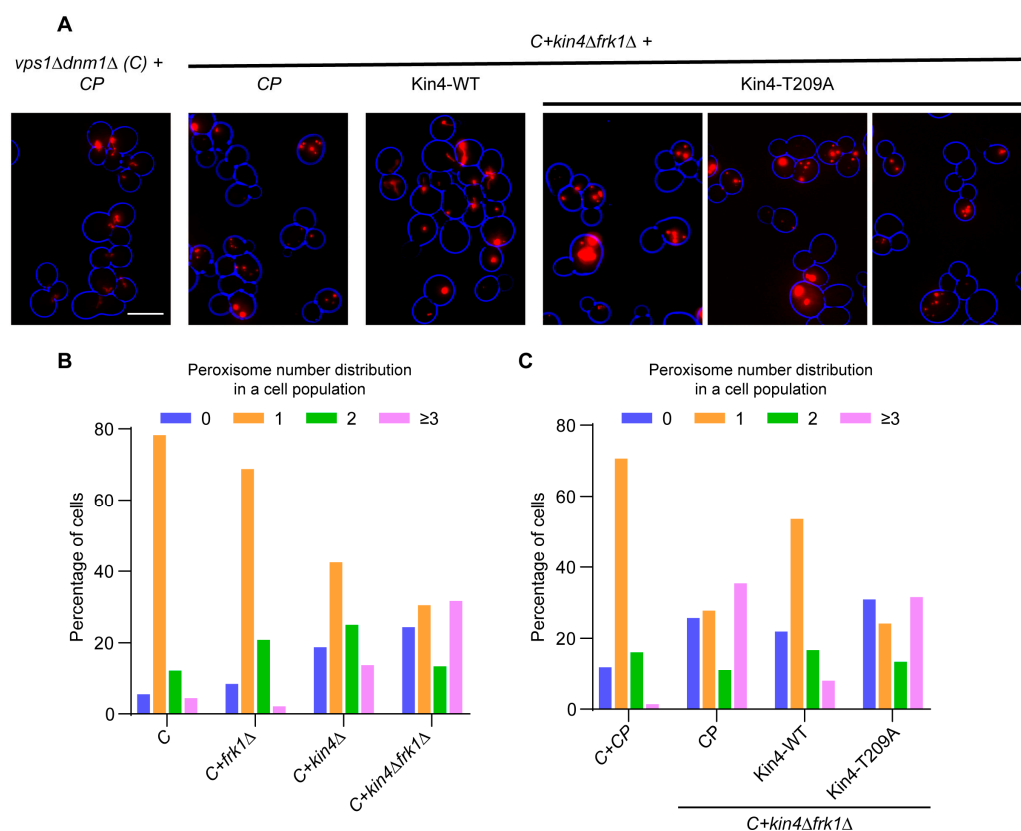 A
C+kin4Δfrk1Δ +
vps1Δdnm1Δ (C) +
CP
CP
Kin4-WT
Kin4-T209A
B
Peroxisome number distribution
in a cell population
0 1 2 ≥3
80
60
40
20
0
Percentage of cells
C
C+frk1Δ
C+kin4Δ
C+kin4Δfrk1Δ
C
Peroxisome number distribution
in a cell population
0 1 2 ≥3
80
60
40
20
0
Percentage of cells
C+CP
CP
Kin4-WT
Kin4-T209A
C+kin4Δfrk1Δ